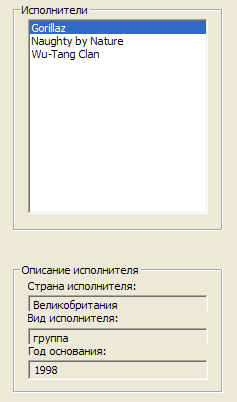 Исполнители
Gorillaz
Naughty by Nature
Wu-Tang Clan
Описание исполнителя
Страна исполнителя:
Великобритания
Вид исполнителя:
группа
Год основания:
1998